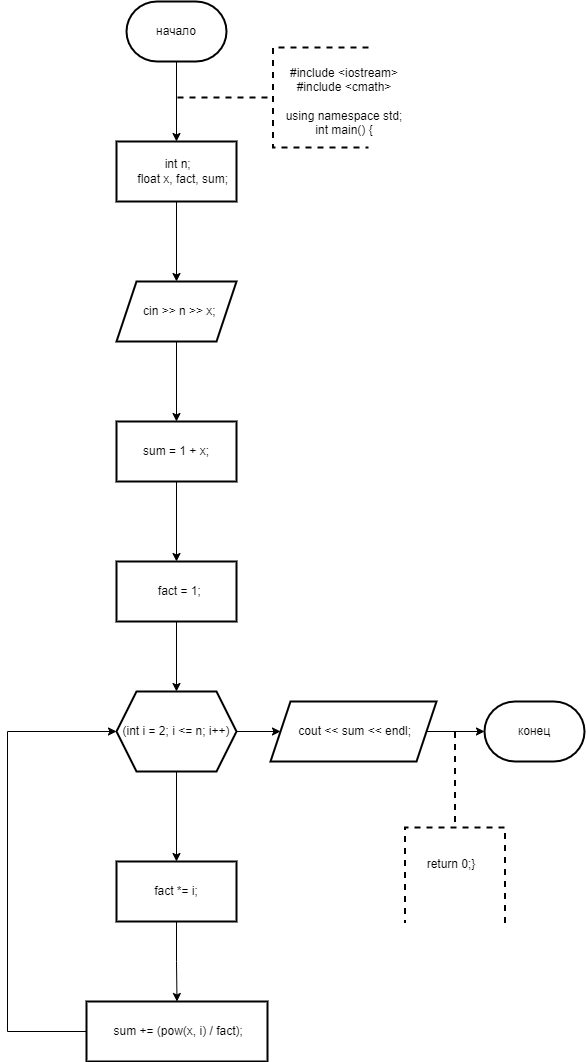 начало
#include <iostream>
#include <cmath>
using namespace std;
int main() {
int n;
float x, fact, sum;
cin >> n >> x;
sum = 1 + x;
fact = 1;
(int i = 2; i <= n; i++)
cout << sum << endl;
конец
return 0;}
fact *= i;
sum += (pow(x, i) / fact);